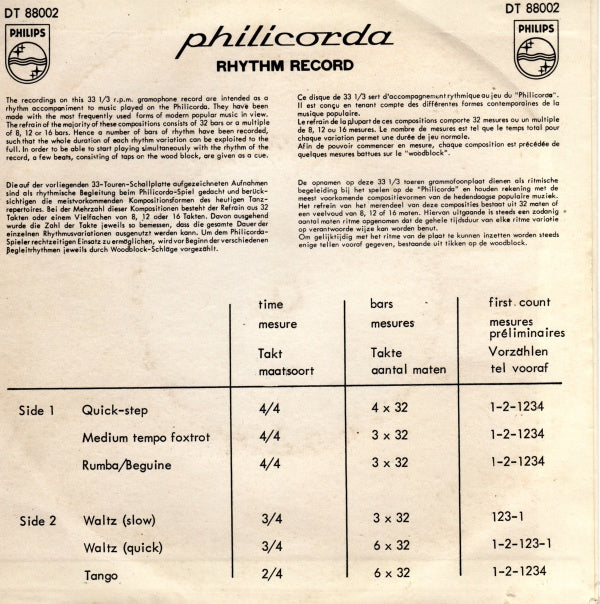 DT 88002
DT 88002
PHILIPS
PHILIPS
philicorda
RHYTHM RECORD
The recordings on this 33 1/3 r.p.m. gramophone record are intended as a
rhythm accompaniment to music played on the Philicorda. They have been
made with the most frequently used forms of modern popular music in view.
The refrain of the majority of these compositions consists of 32 bars or a multiple
of 8, 12 or 16 bars. Hence a number of bars of rhythm have been recorded,
such that the whole duration of each rhythm variation can be exploited to the
full. In order to be able to start playing simultaneously with the rhythm of the
record, a few beats, consisting of taps on the wood block, are given as a cue.
Ce disque de 33 1/3 sert d'accompagnement rythmique au jeu du "Philicorda".
Il est conçu en tenant compte des différentes formes contemporaines de la
musique populaire.
Le refrain de la plupart de ces compositions comporte 32 mesures ou un multiple
de 8, 12 ou 16 mesures. Le nombre de mesures est tel que le temps total pour
chaque variation permet une durée de jeu normale.
Afin de pouvoir commencer en mesure, chaque composition est précédée de
quelques mesures battues sur le "woodblock".
Die auf der vorliegenden 33-Touren-Schallplatte aufgezeichneten Aufnahmen
sind als rhythmische Begleitung beim Philicorda-Spiel gedacht und berück-
sichtigen die meistvorkommenden Kompositionsformen des heutigen Tanz-
repertoires. Bei der Mehrzahl dieser Kompositionen besteht der Refrain aus 32
Takten oder einem Vielfachen von 8, 12 oder 16 Takten. Davon ausgehend
wurde die Zahl der Takte jeweils so bemessen, dass die gesamte Dauer der
einzelnen Rhythmusvariationen ausgenutzt werden kann. Um dem Philicorda-
Spieler rechtzeitigen Einsatz zu ermöglichen, wird vor Beginn der verschiedenen
Begleitrhythmen jeweils durch Woodblock-Schläge vorgezählt.
De opnamen op deze 33 1/3 toeren grammofoonplaat dienen als ritmische
begeleiding bij het spelen op de "Philicorda" en houden rekening met de
meest voorkomende compositievormen van de hedendaagse populaire muziek.
Het refrein van het merendeel van deze composities bestaat uit 32 maten of
een veelvoud van 8, 12 of 16 maten. Hiervan uitgaande is steeds een zodanig
aantal maten ritme opgenomen dat de gehele tijdsduur van elke ritme variatie
op verantwoorde wijze kan worden benut.
Om gelijktijdig met het ritme van de plaat te kunnen inzetten worden steeds
enige tellen vooraf gegeven, bestaande uit tikken op de woodblock.
time bars first. count
mesure mesures mesures
préliminaires
Takt Takte Vorzählen
maatsoort aantal maten tel vooraf
Side 1 Quick-step 4/4 4 x 32 1-2-1234
Medium tempo foxtrot 4/4 3 x 32 1-2-1234
Rumba/Beguine 4/4 3 x 32 1-2-1234
Side 2 Waltz (slow) 3/4 3 x 32 123-1
Waltz (quick) 3/4 6 x 32 1-2-123-1
Tango 2/4 6 x 32 1-2-1234